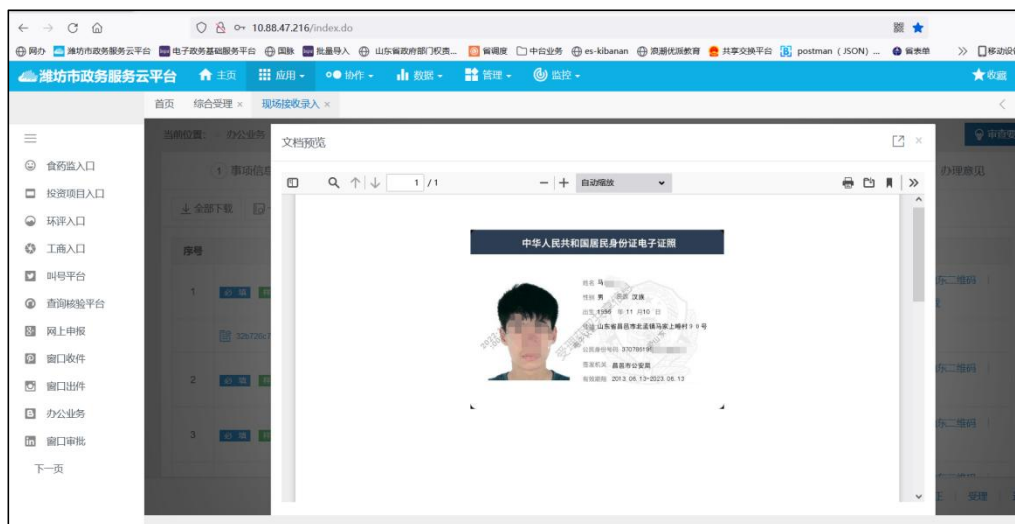 10.88.47.216/index.do
网办 潍坊市政务服务云平台 电子政务基础服务平台 国脉 批量导入 山东省政府部门权责... 省调度 中台业务 es-kibanan 浪潮优派教育 共享交换平台 postman（JSON）... 省表单 移动设
潍坊市政务服务云平台 主页 应用 协作 数据 管理 监控 收藏
首页 综合受理 × 现场接收录入 ×
当前位置： 办公业务
文档预览
食药监入口
1 事项信息
办理意见
投资项目入口
1 /1
自动缩放
环评入口
全部下载
工商入口
中华人民共和国居民身份证电子证照
序号
叫号平台
姓名 马
查询核验平台
1
性别 男 民族 汉族
二维码
出生 1996 年 11 月10 日
网上申报
住址 山东省昌邑市北孟镇马家上疃村３０号
窗口收件
公民身份号码 37078619
签发机关 昌邑市公安局
窗口出件
2
有效期限 2013.06.13-2023.06.13
二维码
办公业务
窗口审批
3
二维码
下一页
受理